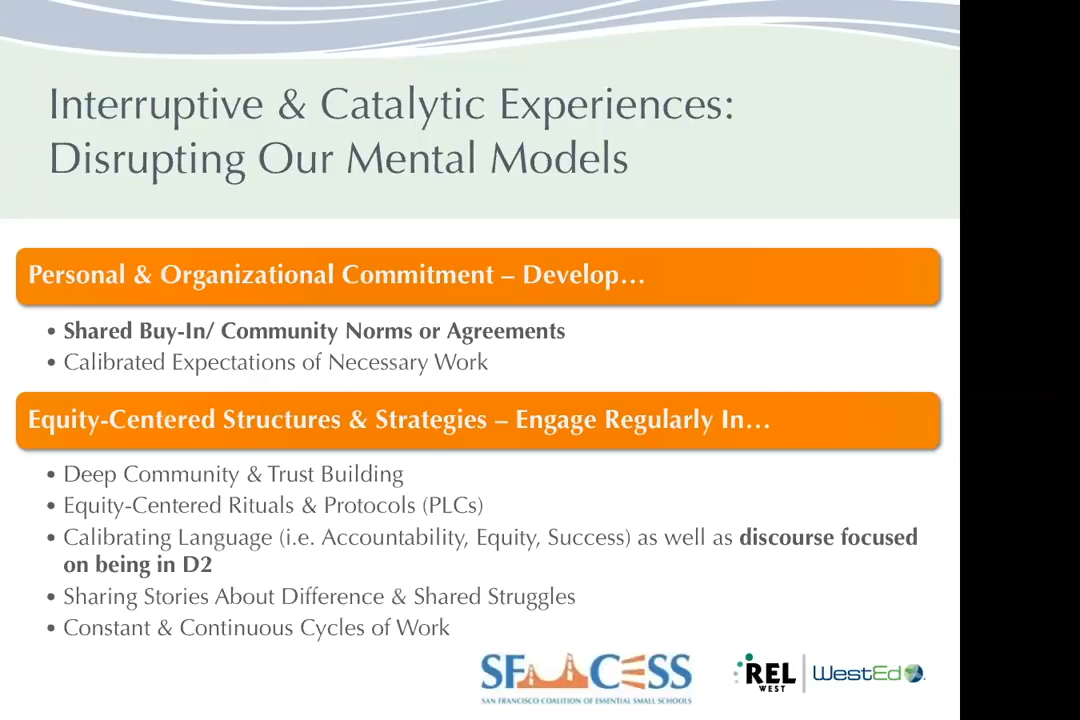 Interruptive & Catalytic Experiences:
Disrupting Our Mental Models
Personal & Organizational Commitment – Develop…
• Shared Buy-In/ Community Norms or Agreements
• Calibrated Expectations of Necessary Work
Equity-Centered Structures & Strategies – Engage Regularly In…
• Deep Community & Trust Building
• Equity-Centered Rituals & Protocols (PLCs)
• Calibrating Language (i.e. Accountability, Equity, Success) as well as discourse focused
on being in D2
• Sharing Stories About Difference & Shared Struggles
• Constant & Continuous Cycles of Work
SF CESS
SAN FRANCISCO COALITION OF ESSENTIAL SMALL SCHOOLS
REL
WEST
WestEd